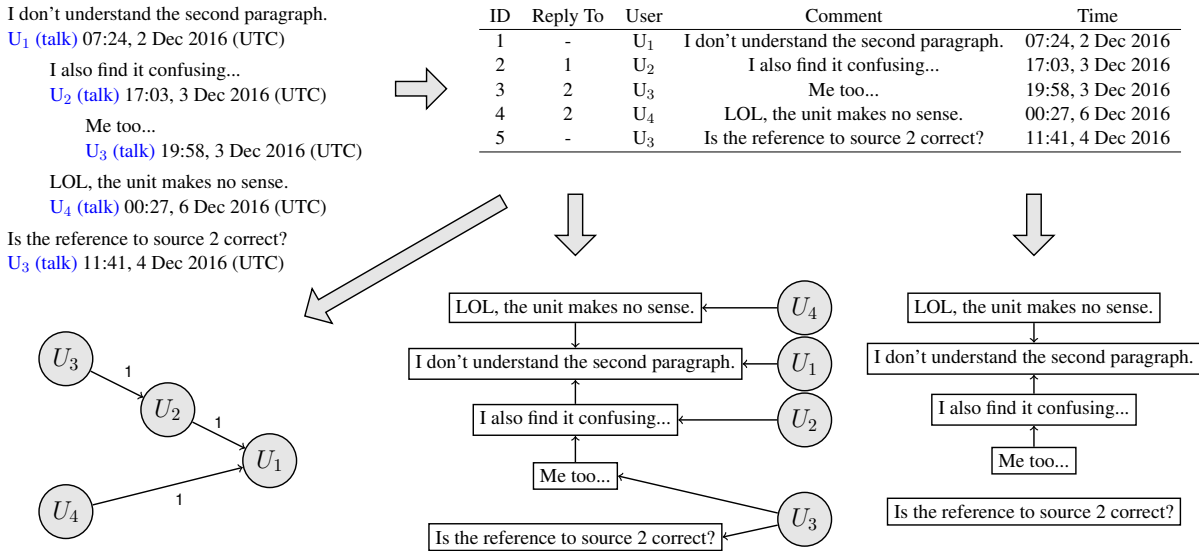 I don't understand the second paragraph.
U1 (talk) 07:24, 2 Dec 2016 (UTC)
I also find it confusing...
U2 (talk) 17:03, 3 Dec 2016 (UTC)
Me too...
U3 (talk) 19:58, 3 Dec 2016 (UTC)
LOL, the unit makes no sense.
U4 (talk) 00:27, 6 Dec 2016 (UTC)
Is the reference to source 2 correct?
U3 (talk) 11:41, 4 Dec 2016 (UTC)
ID Reply To User Comment Time
1 - U1 I don't understand the second paragraph. 07:24, 2 Dec 2016
2 1 U2 I also find it confusing... 17:03, 3 Dec 2016
3 2 U3 Me too... 19:58, 3 Dec 2016
4 2 U4 LOL, the unit makes no sense. 00:27, 6 Dec 2016
5 - U3 Is the reference to source 2 correct? 11:41, 4 Dec 2016
U3
1
U2
1
U1
U4
1
LOL, the unit makes no sense. U4
I don't understand the second paragraph. U1
I also find it confusing... U2
Me too...
U3
Is the reference to source 2 correct?
LOL, the unit makes no sense.
I don't understand the second paragraph.
I also find it confusing...
Me too...
Is the reference to source 2 correct?